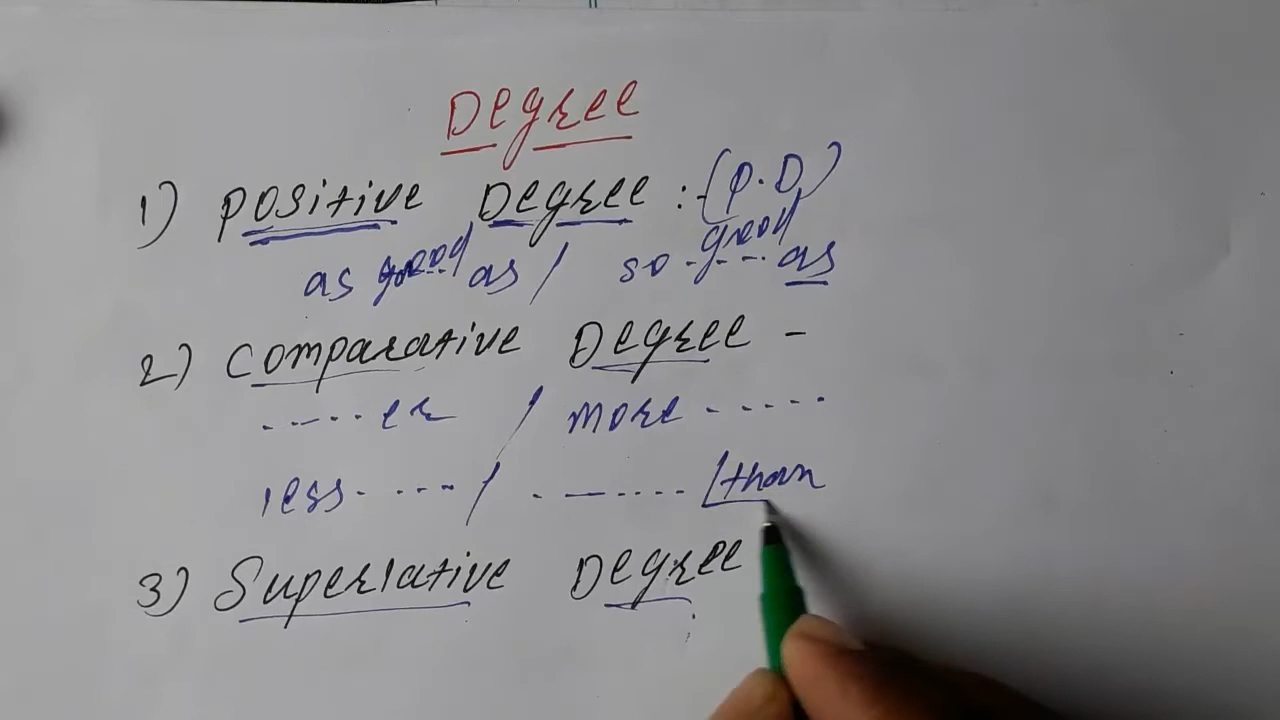 Degree
1) Positive Degree :- (P.D)
as good as / so good as
2) Comparative Degree -
.....er / more ......
less ..... / ....... than
3) Superlative Degree